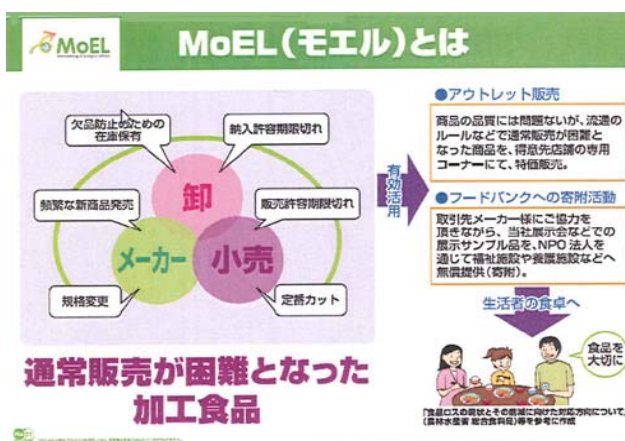 MoEL
MoEL(モエル)とは
欠品防止めための
在庫保有
納入許容期限切れ
卸
頻繁な新商品発売
販売許容期限切れ
メーカー
小売
規格変更
定番カット
通常販売が困難となった
加工食品
有効活用
●アウトレット販売
商品の品質には問題ないが、流通の
ルールなどで通常販売が困難と
なった商品を、得意先店舗の専用
コーナーにて、特価販売。
●フードバンクへの寄附活動
取引先メーカー様にご協力を
頂きながら、当社展示会などでの
展示サンプル品を、NPO法人を
通じて福祉施設や養護施設などへ
無償提供(寄附)。
生活者の食卓へ
食品を
大切に
「食品ロスの現状とその削減に向けた対応方向について」
(農林水産省 総合食料局)等を参考に作成